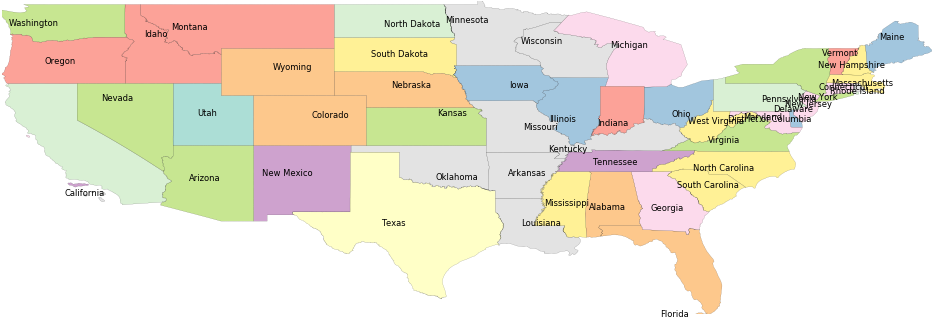 Washington
Idaho
Montana
North Dakota
Minnesota
Wisconsin
Michigan
Maine
Oregon
Wyoming
South Dakota
Vermont
New Hampshire
Nevada
Utah
Colorado
Nebraska
Kansas
Iowa
Missouri
Illinois
Indiana
Ohio
Pennsylvania
New York
Massachusetts
Connecticut
Rhode Island
New Jersey
Delaware
Maryland
District of Columbia
West Virginia
Virginia
Kentucky
California
Arizona
New Mexico
Oklahoma
Arkansas
Tennessee
North Carolina
South Carolina
Texas
Louisiana
Mississippi
Alabama
Georgia
Florida